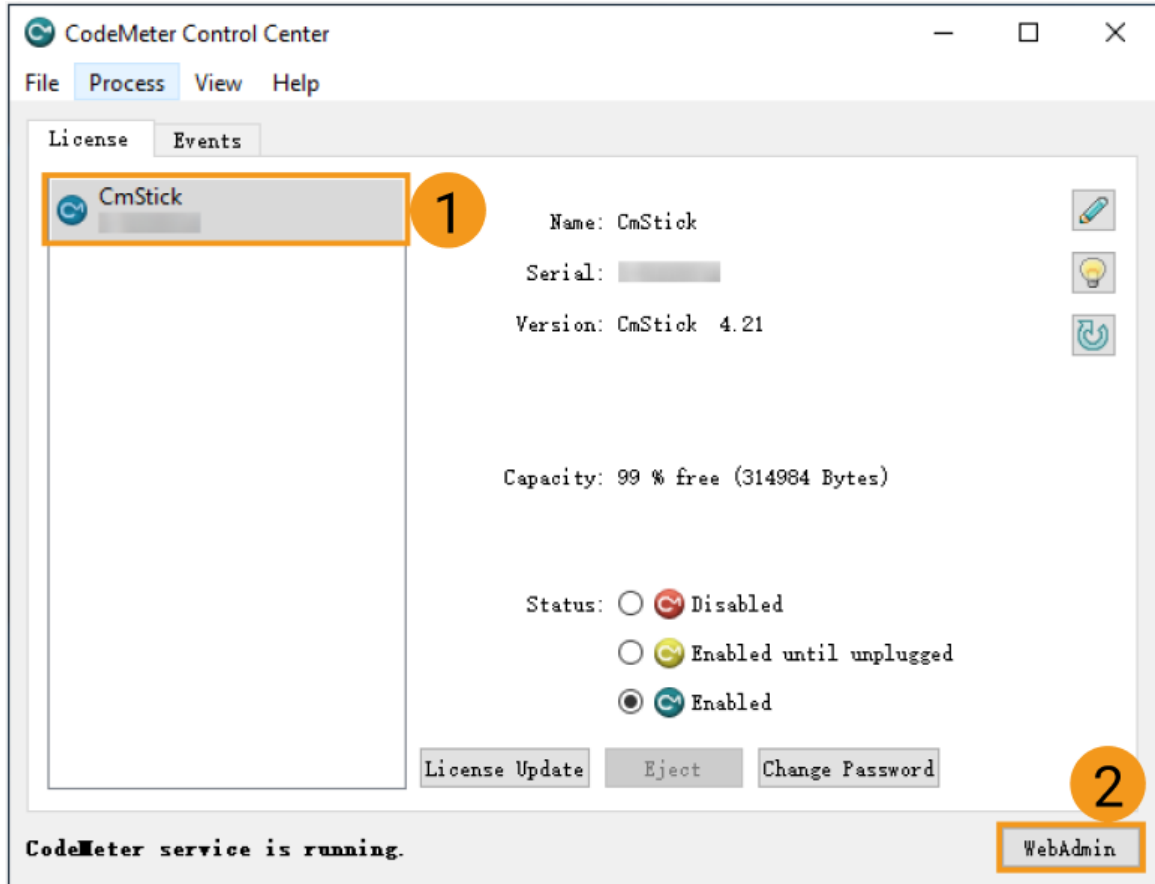 CodeMeter Control Center
File Process View Help
License Events
CmStick
1
Name: CmStick
Serial:
Version: CmStick 4.21
Capacity: 99 % free (314984 Bytes)
Status: Disabled
Enabled until unplugged
Enabled
License Update Eject Change Password
2
CodeMeter service is running.
WebAdmin